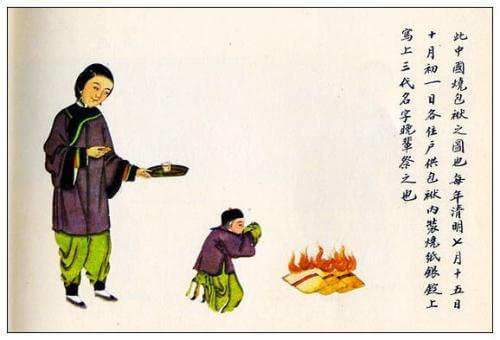 此中國燒包袱之圖也每年清明七月十五日
十月初一日各住戶供包袱內裝燒紙銀錠上
寫上三代名字晚輩祭之也